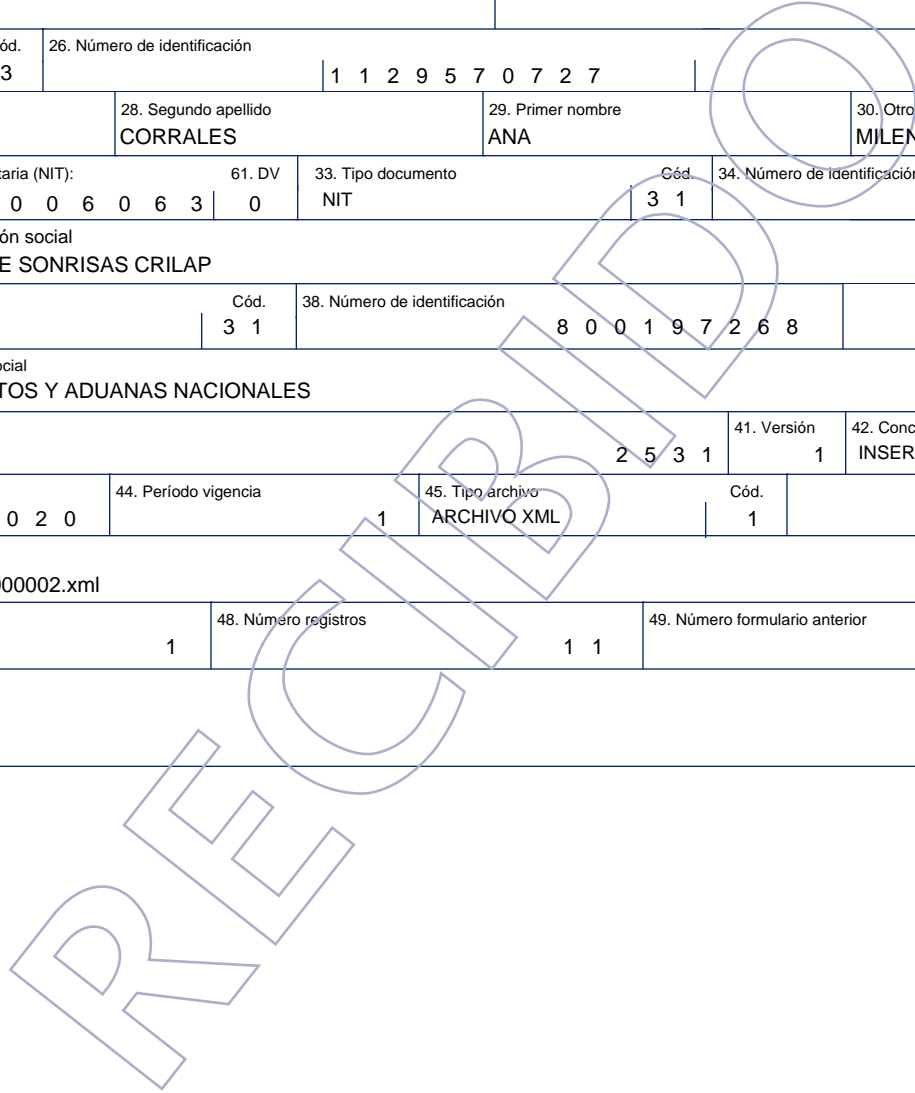 ód. 26. Número de identificación
3 1 1 2 9 5 7 0 7 2 7
28. Segundo apellido 29. Primer nombre 30. Otro
CORRALES ANA MILEN
taria (NIT): 61. DV 33. Tipo documento Cód. 34. Número de identificación
0 0 6 0 6 3 0 NIT 3 1
ón social
E SONRISAS CRILAP
Cód. 38. Número de identificación
3 1 8 0 0 1 9 7 2 6 8
ocial
TOS Y ADUANAS NACIONALES
41. Versión 42. Conc
2 5 3 1 1 INSER
44. Período vigencia 45. Tipo archivo Cód.
0 2 0 1 ARCHIVO XML 1
000002.xml
48. Número registros 49. Número formulario anterior
1 1 1
RECIBIDO